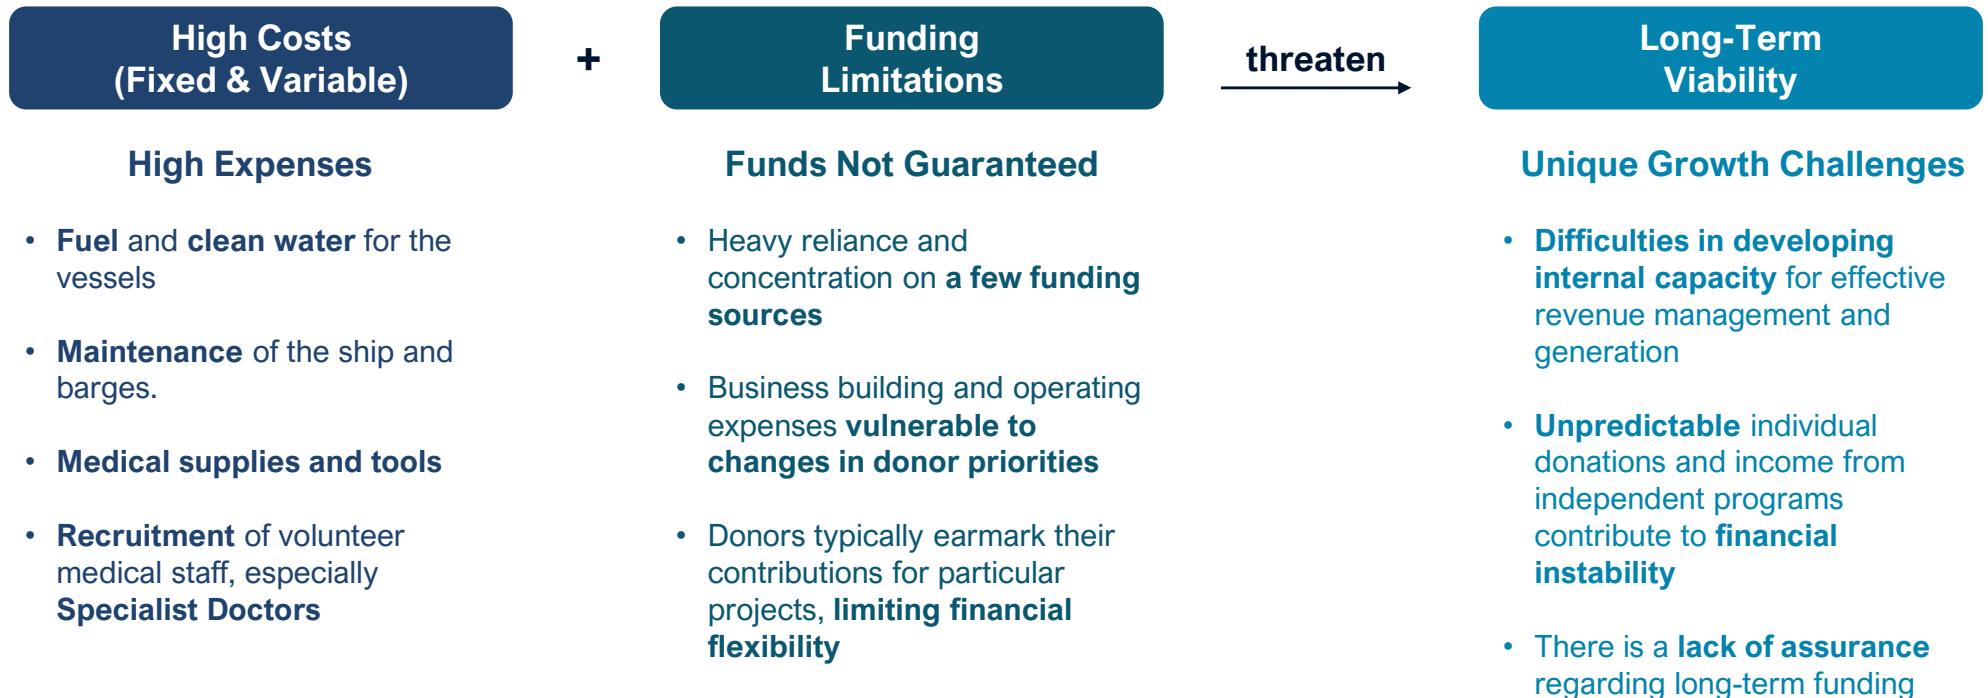 High Costs
(Fixed & Variable)
+
Funding
Limitations
threaten
Long-Term
Viability
High Expenses
• Fuel and clean water for the
vessels
• Maintenance of the ship and
barges.
• Medical supplies and tools
• Recruitment of volunteer
medical staff, especially
Specialist Doctors
Funds Not Guaranteed
• Heavy reliance and
concentration on a few funding
sources
• Business building and operating
expenses vulnerable to
changes in donor priorities
• Donors typically earmark their
contributions for particular
projects, limiting financial
flexibility
Unique Growth Challenges
• Difficulties in developing
internal capacity for effective
revenue management and
generation
• Unpredictable individual
donations and income from
independent programs
contribute to financial
instability
• There is a lack of assurance
regarding long-term funding